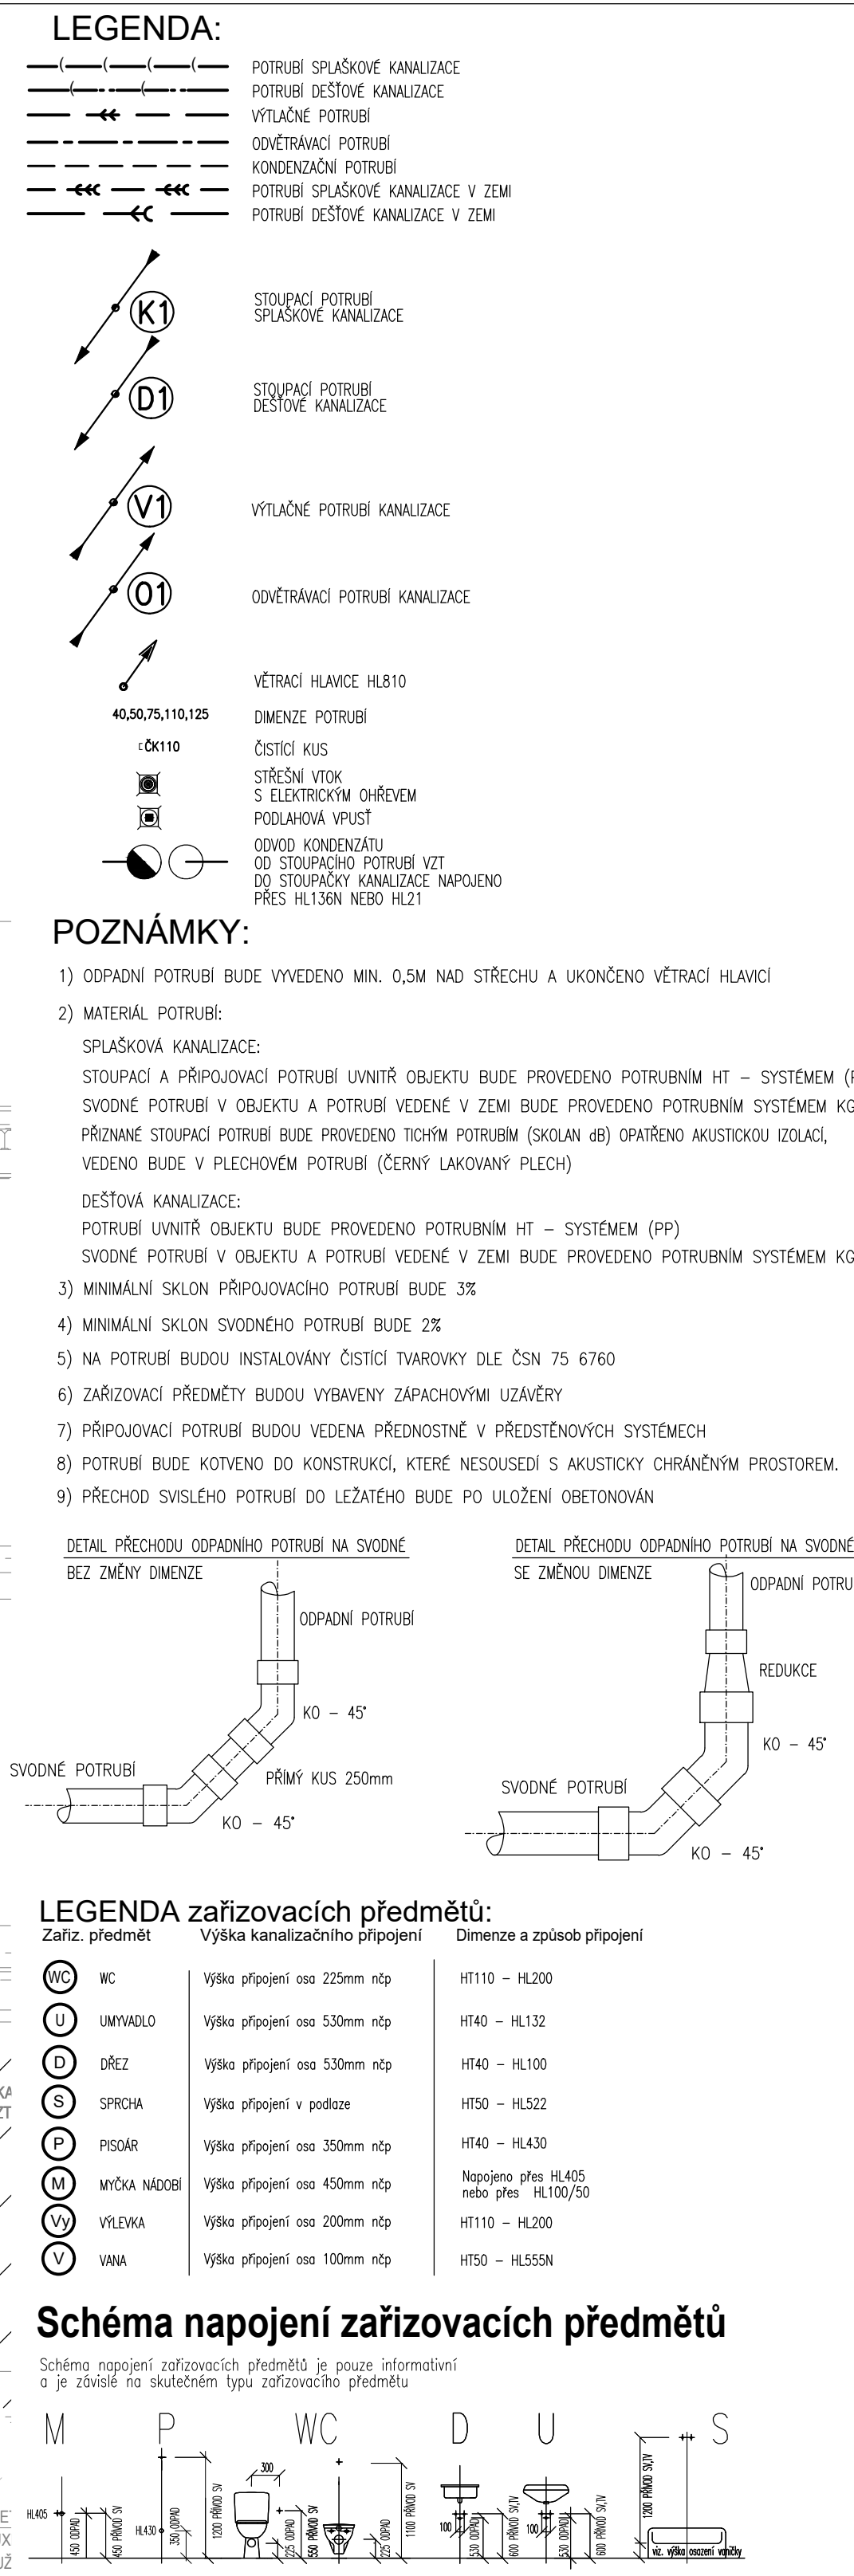 LEGENDA:
POTRUBÍ SPLAŠKOVÉ KANALIZACE
POTRUBÍ DEŠŤOVÉ KANALIZACE
VÝTLAČNÉ POTRUBÍ
ODVĚTRÁVACÍ POTRUBÍ
KONDENZAČNÍ POTRUBÍ
POTRUBÍ SPLAŠKOVÉ KANALIZACE V ZEMI
POTRUBÍ DEŠŤOVÉ KANALIZACE V ZEMI
K1 STOUPACÍ POTRUBÍ
SPLAŠKOVÉ KANALIZACE
D1 STOUPACÍ POTRUBÍ
DEŠŤOVÉ KANALIZACE
V1 VÝTLAČNÉ POTRUBÍ KANALIZACE
O1 ODVĚTRÁVACÍ POTRUBÍ KANALIZACE
VĚTRACÍ HLAVICE HL810
40,50,75,110,125 DIMENZE POTRUBÍ
ČK110 ČISTÍCÍ KUS
STŘEŠNÍ VTOK
S ELEKTRICKÝM OHŘEVEM
PODLAHOVÁ VPUSŤ
ODVOD KONDENZÁTU
OD STOUPACÍHO POTRUBÍ VZT
DO STOUPAČKY KANALIZACE NAPOJENO
PŘES HL136N NEBO HL21
POZNÁMKY:
1) ODPADNÍ POTRUBÍ BUDE VYVEDENO MIN. 0,5M NAD STŘECHU A UKONČENO VĚTRACÍ HLAVICÍ
2) MATERIÁL POTRUBÍ:
SPLAŠKOVÁ KANALIZACE:
STOUPACÍ A PŘIPOJOVACÍ POTRUBÍ UVNITŘ OBJEKTU BUDE PROVEDENO POTRUBNÍM HT – SYSTÉMEM (
SVODNÉ POTRUBÍ V OBJEKTU A POTRUBÍ VEDENÉ V ZEMI BUDE PROVEDENO POTRUBNÍM SYSTÉMEM KG
PŘIZNANÉ STOUPACÍ POTRUBÍ BUDE PROVEDENO TICHÝM POTRUBÍM (SKOLAN dB) OPATŘENO AKUSTICKOU IZOLACÍ,
VEDENO BUDE V PLECHOVÉM POTRUBÍ (ČERNÝ LAKOVANÝ PLECH)
DEŠŤOVÁ KANALIZACE:
POTRUBÍ UVNITŘ OBJEKTU BUDE PROVEDENO POTRUBNÍM HT – SYSTÉMEM (PP)
SVODNÉ POTRUBÍ V OBJEKTU A POTRUBÍ VEDENÉ V ZEMI BUDE PROVEDENO POTRUBNÍM SYSTÉMEM KG
3) MINIMÁLNÍ SKLON PŘIPOJOVACÍHO POTRUBÍ BUDE 3%
4) MINIMÁLNÍ SKLON SVODNÉHO POTRUBÍ BUDE 2%
5) NA POTRUBÍ BUDOU INSTALOVÁNY ČISTÍCÍ TVAROVKY DLE ČSN 75 6760
6) ZAŘIZOVACÍ PŘEDMĚTY BUDOU VYBAVENY ZÁPACHOVÝMI UZÁVĚRY
7) PŘIPOJOVACÍ POTRUBÍ BUDOU VEDENA PŘEDNOSTNĚ V PŘEDSTĚNOVÝCH SYSTÉMECH
8) POTRUBÍ BUDE KOTVENO DO KONSTRUKCÍ, KTERÉ NESOUSEDÍ S AKUSTICKY CHRÁNĚNÝM PROSTOREM.
9) PŘECHOD SVISLÉHO POTRUBÍ DO LEŽATÉHO BUDE PO ULOŽENÍ OBETONOVÁN
DETAIL PŘECHODU ODPADNÍHO POTRUBÍ NA SVODNÉ
BEZ ZMĚNY DIMENZE
ODPADNÍ POTRUBÍ
KO – 45°
SVODNÉ POTRUBÍ
PŘÍMÝ KUS 250mm
KO – 45°
DETAIL PŘECHODU ODPADNÍHO POTRUBÍ NA SVODNÉ
SE ZMĚNOU DIMENZE
ODPADNÍ POTRU
REDUKCE
KO – 45°
SVODNÉ POTRUBÍ
KO – 45°
LEGENDA zařizovacích předmětů:
Zařiz. předmět Výška kanalizačního připojení Dimenze a způsob připojení
WC WC Výška připojení osa 225mm nčp HT110 – HL200
U UMYVADLO Výška připojení osa 530mm nčp HT40 – HL132
D DŘEZ Výška připojení osa 530mm nčp HT40 – HL100
S SPRCHA Výška připojení v podlaze HT50 – HL522
P PISOÁR Výška připojení osa 350mm nčp HT40 – HL430
M MYČKA NÁDOBÍ Výška připojení osa 450mm nčp Napojeno přes HL405
nebo přes HL100/50
Vy VÝLEVKA Výška připojení osa 200mm nčp HT110 – HL200
V VANA Výška připojení osa 100mm nčp HT50 – HL555N
Schéma napojení zařizovacích předmětů
Schéma napojení zařizovacích předmětů je pouze informativní
a je závislé na skutečném typu zařizovacího předmětu
M P WC D U S
HL405
450 ODPAD
450 PŘÍVOD SV
HL430
350 ODPAD
1200 PŘÍVOD SV
300
225 ODPAD
550 PŘÍVOD SV
225 ODPAD
1100 PŘÍVOD SV
100
530 ODPAD
600 PŘÍVOD SV,TV
100
530 ODPAD
600 PŘÍVOD SV,TV
1200 PŘÍVOD SV,TV
viz. výška osazení vaničky